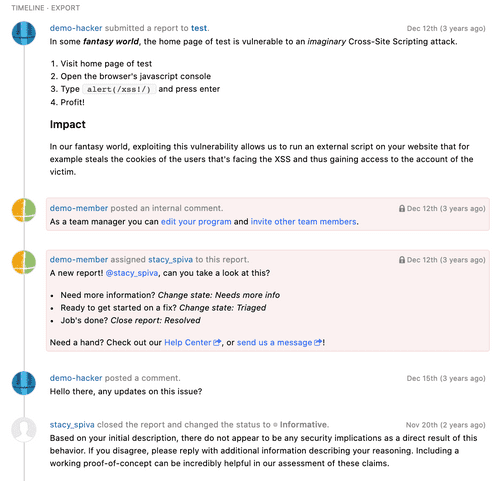 TIMELINE · EXPORT
demo-hacker submitted a report to test. Dec 12th (3 years ago)
In some fantasy world, the home page of test is vulnerable to an imaginary Cross-Site Scripting attack.
1. Visit home page of test
2. Open the browser's javascript console
3. Type alert(/xss!/) and press enter
4. Profit!
Impact
In our fantasy world, exploiting this vulnerability allows us to run an external script on your website that for
example steals the cookies of the users that's facing the XSS and thus gaining access to the account of the
victim.
demo-member posted an internal comment. Dec 12th (3 years ago)
As a team manager you can edit your program and invite other team members.
demo-member assigned stacy_spiva to this report. Dec 12th (3 years ago)
A new report! @stacy_spiva, can you take a look at this?
• Need more information? Change state: Needs more info
• Ready to get started on a fix? Change state: Triaged
• Job's done? Close report: Resolved
Need a hand? Check out our Help Center, or send us a message!
demo-hacker posted a comment. Dec 15th (3 years ago)
Hello there, any updates on this issue?
stacy_spiva closed the report and changed the status to ○ Informative. Nov 20th (2 years ago)
Based on your initial description, there do not appear to be any security implications as a direct result of this
behavior. If you disagree, please reply with additional information describing your reasoning. Including a
working proof-of-concept can be incredibly helpful in our assessment of these claims.